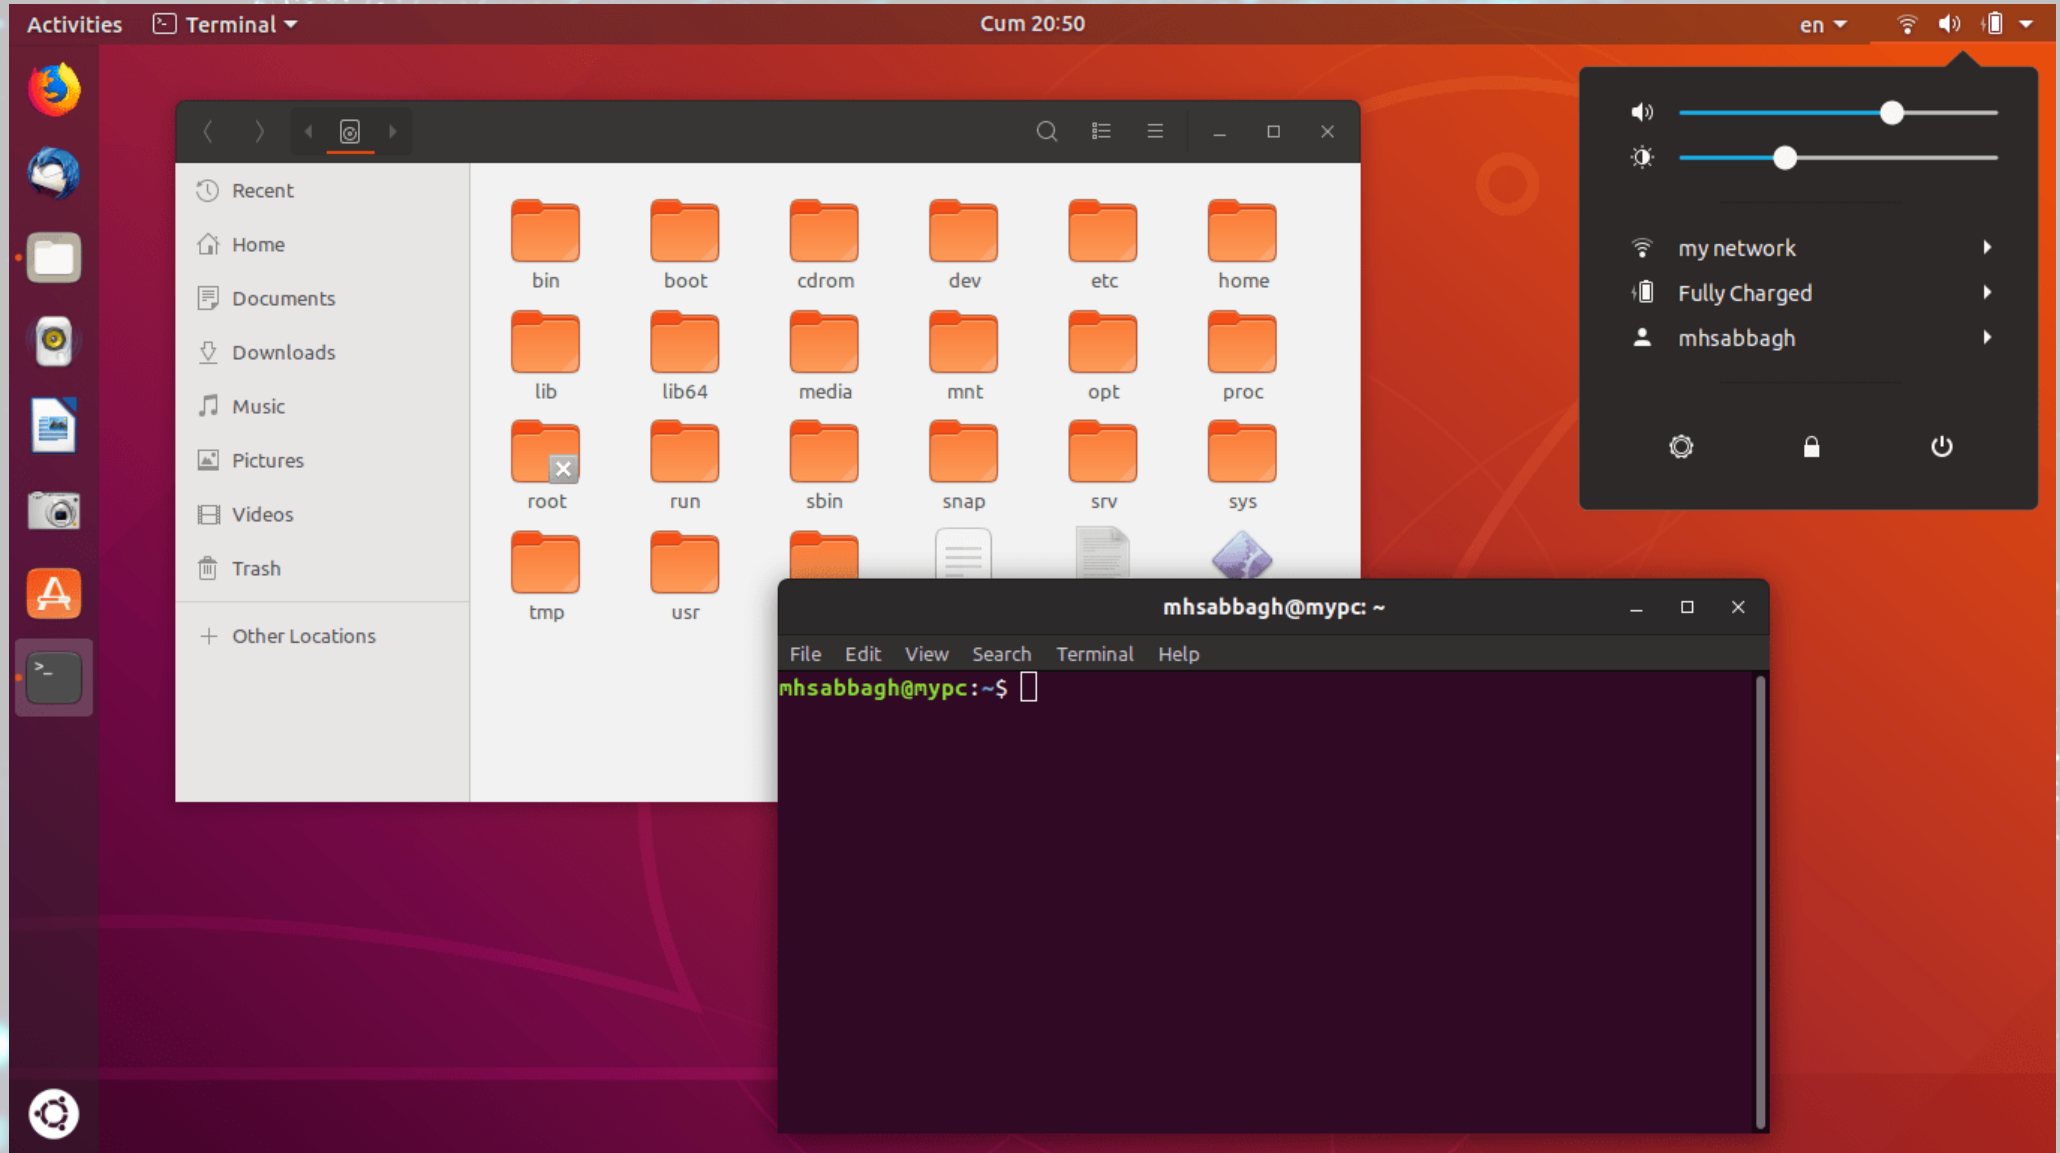 Activities Terminal Cum 20:50 en
Recent
Home
Documents
Downloads
Music
Pictures
Videos
Trash
Other Locations
bin boot cdrom dev etc home
lib lib64 media mnt opt proc
root run sbin snap srv sys
tmp usr
my network
Fully Charged
mhsabbagh
mhsabbagh@mypc: ~
File Edit View Search Terminal Help
mhsabbagh@mypc:~$